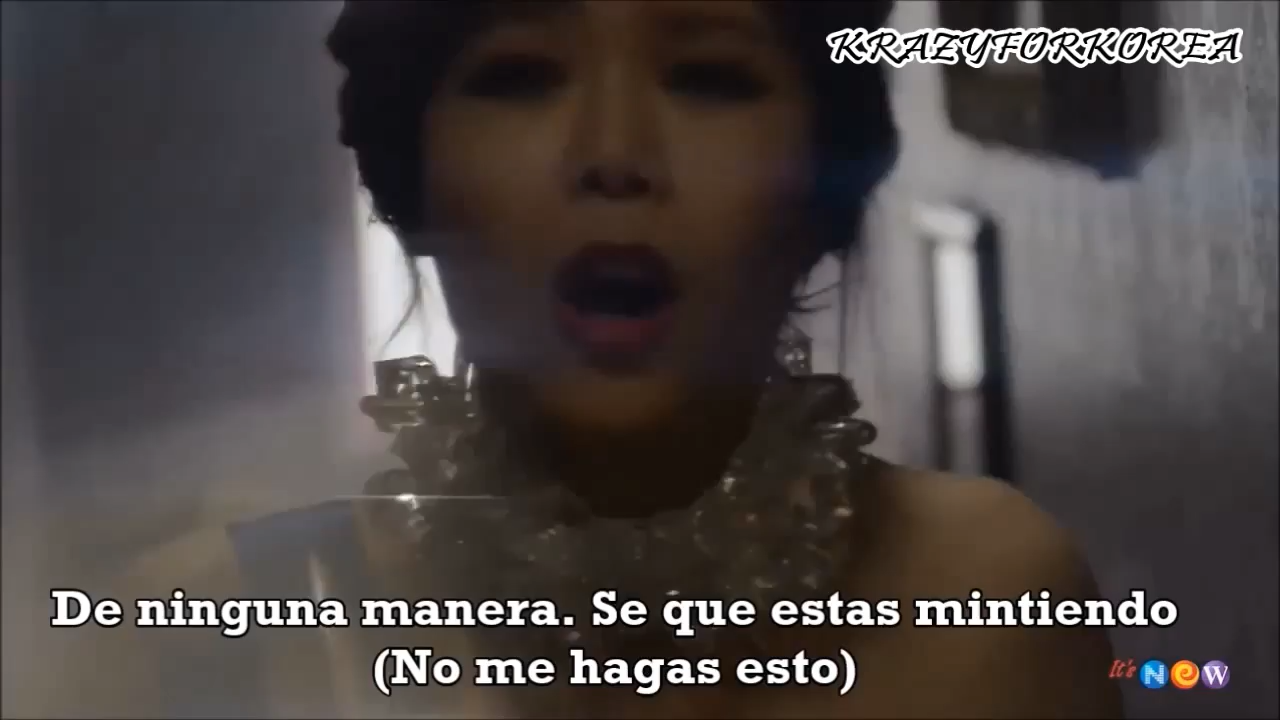 KRAZYFORKOREA
De ninguna manera. Se que estas mintiendo
(No me hagas esto)
It's NeW